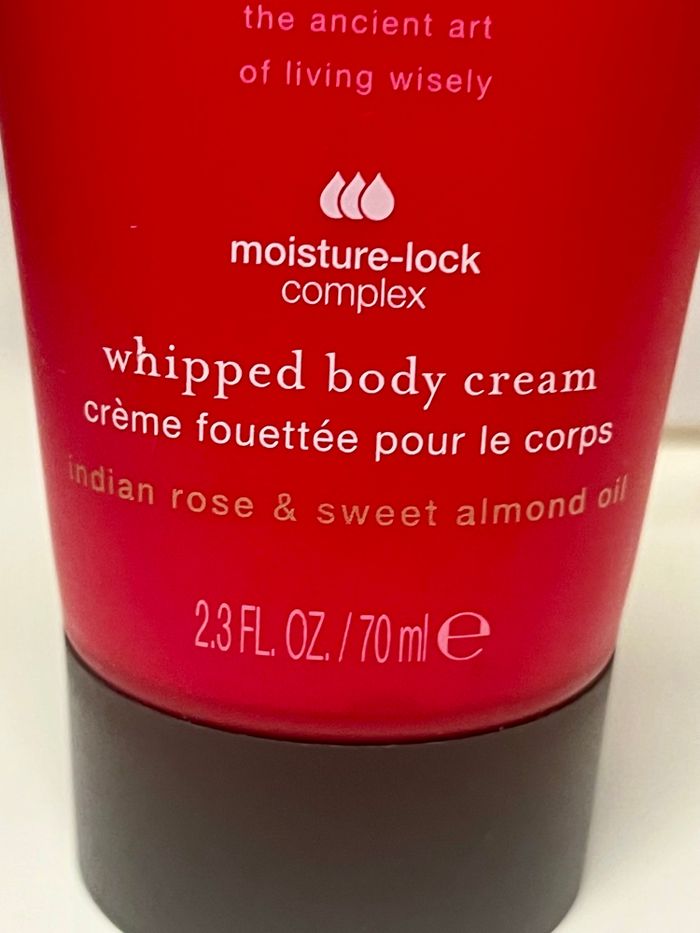 the ancient art
of living wisely
moisture-lock
complex
whipped body cream
crème fouettée pour le corps
indian rose & sweet almond oil
2.3 FL. OZ. / 70 ml ℮